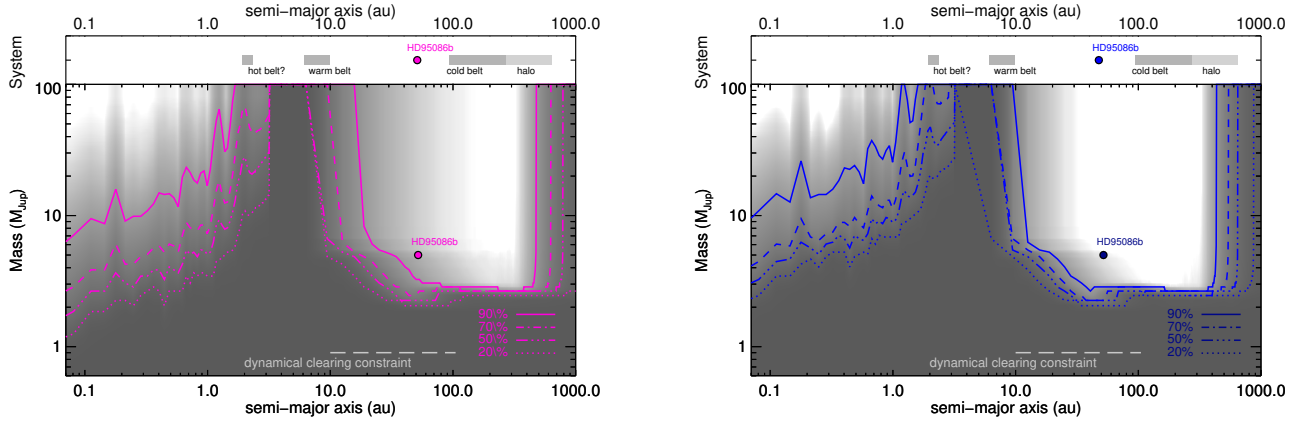 semi−major axis (au)
0.1 1.0 10.0 100.0 1000.0
System
HD95086b
hot belt? warm belt cold belt halo
100
10
1
Mass (MJup)
HD95086b
90%
70%
50%
20%
dynamical clearing constraint
0.1 1.0 10.0 100.0 1000.0
semi−major axis (au)
semi−major axis (au)
0.1 1.0 10.0 100.0 1000.0
System
HD95086b
hot belt? warm belt cold belt halo
100
10
1
Mass (MJup)
HD95086b
90%
70%
50%
20%
dynamical clearing constraint
0.1 1.0 10.0 100.0 1000.0
semi−major axis (au)